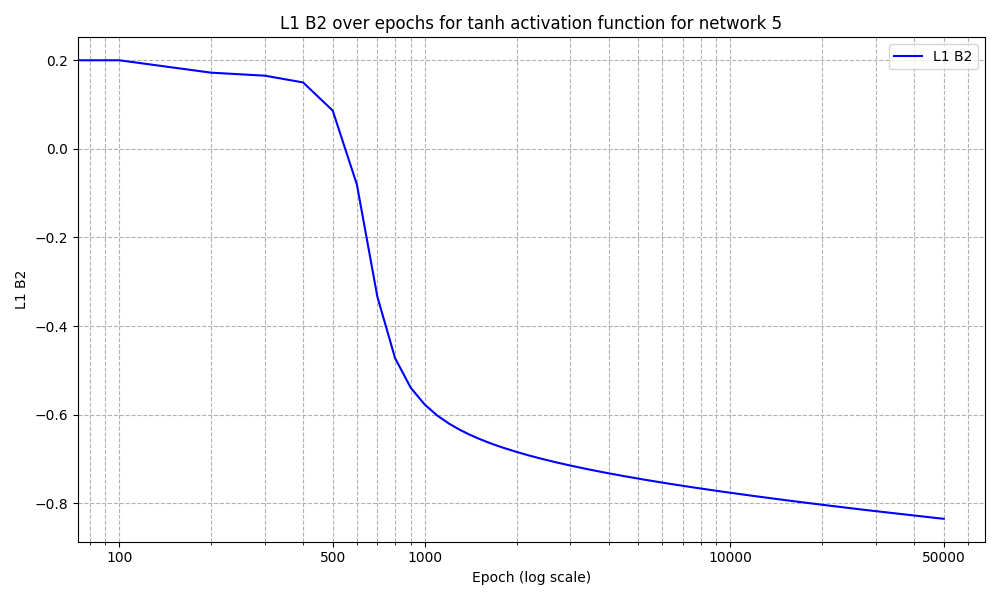 L1 B2 over epochs for tanh activation function for network 5
L1 B2
0.2
0.0
−0.2
−0.4
−0.6
−0.8
L1 B2
100
500
1000
10000
50000
Epoch (log scale)